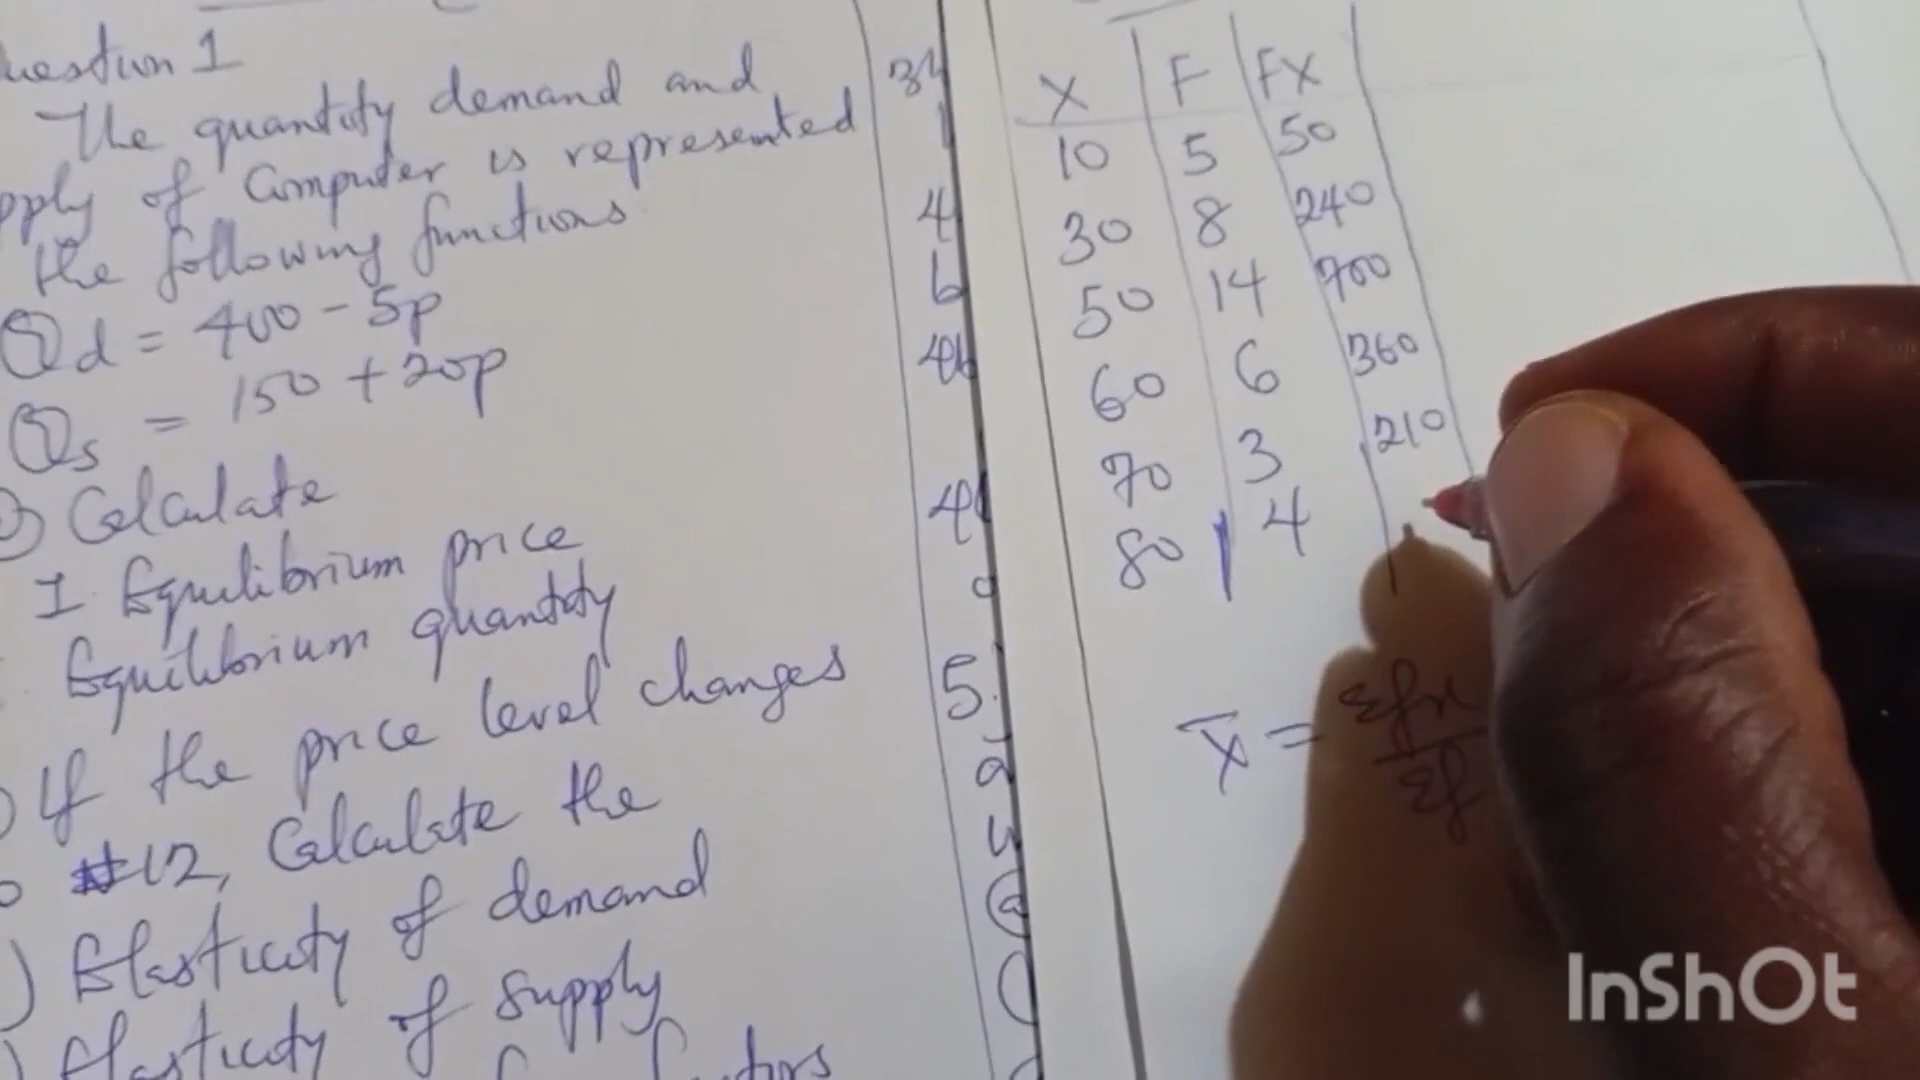 uestion 1
The quantity demand and
pply of Computer is represented
the following functions
Qd = 400 - 5p
Qs = 150 + 20p
Calculate
I. Equilibrium price
Equilibrium quantity
If the price level changes
₦12, Calculate the
Elasticity of demand
Elasticity of supply
X F FX
10 5 50
30 8 240
50 14 700
60 6 360
70 3 210
80 4
X̄ = Σfx
Σf
InShOt